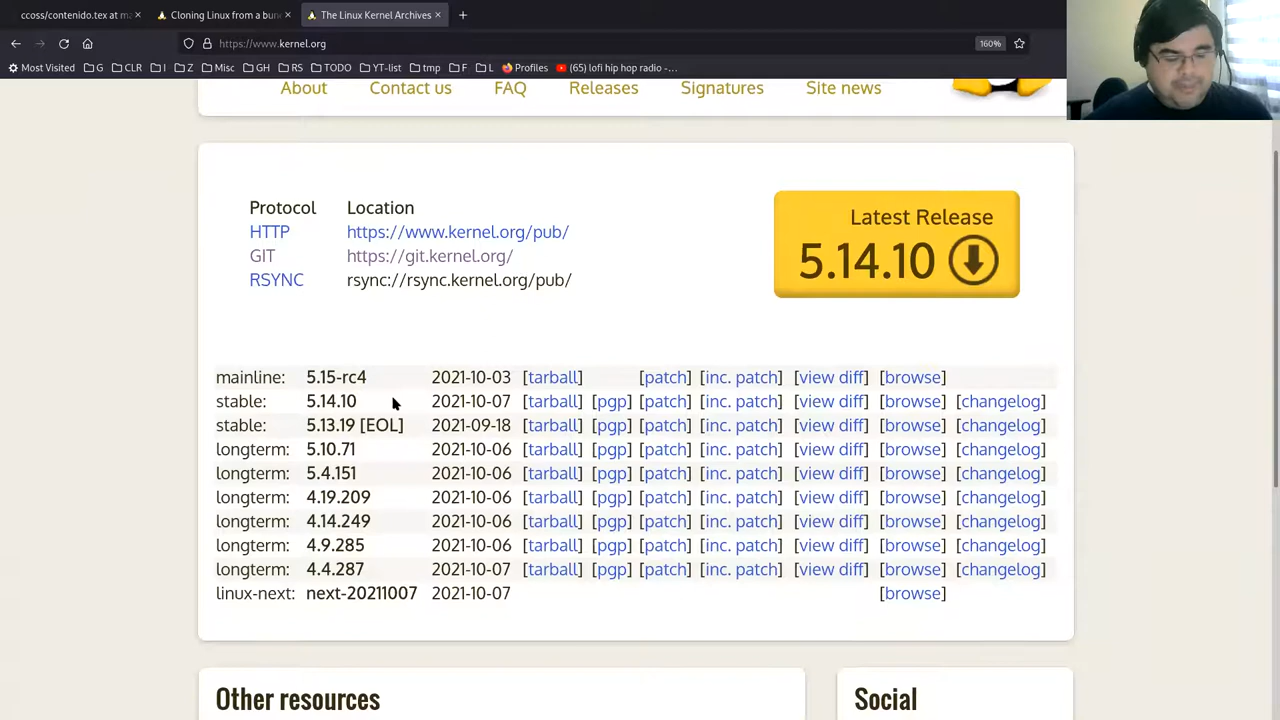 ccoss/contenido.tex at ma
Cloning Linux from a bun
The Linux Kernel Archives
https://www.kernel.org
160%
Most Visited G CLR I Z Misc GH RS TODO YT-list tmp F L Profiles (65) lofi hip hop radio -...
About Contact us FAQ Releases Signatures Site news
Protocol Location
HTTP https://www.kernel.org/pub/
GIT https://git.kernel.org/
RSYNC rsync://rsync.kernel.org/pub/
Latest Release
5.14.10
mainline: 5.15-rc4 2021-10-03 [tarball] [patch] [inc. patch] [view diff] [browse]
stable: 5.14.10 2021-10-07 [tarball] [pgp] [patch] [inc. patch] [view diff] [browse] [changelog]
stable: 5.13.19 [EOL] 2021-09-18 [tarball] [pgp] [patch] [inc. patch] [view diff] [browse] [changelog]
longterm: 5.10.71 2021-10-06 [tarball] [pgp] [patch] [inc. patch] [view diff] [browse] [changelog]
longterm: 5.4.151 2021-10-06 [tarball] [pgp] [patch] [inc. patch] [view diff] [browse] [changelog]
longterm: 4.19.209 2021-10-06 [tarball] [pgp] [patch] [inc. patch] [view diff] [browse] [changelog]
longterm: 4.14.249 2021-10-06 [tarball] [pgp] [patch] [inc. patch] [view diff] [browse] [changelog]
longterm: 4.9.285 2021-10-06 [tarball] [pgp] [patch] [inc. patch] [view diff] [browse] [changelog]
longterm: 4.4.287 2021-10-07 [tarball] [pgp] [patch] [inc. patch] [view diff] [browse] [changelog]
linux-next: next-20211007 2021-10-07 [browse]
Other resources
Social